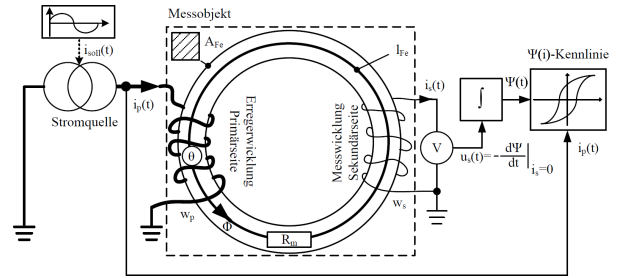 Messobjekt
i_soll(t)
A_Fe
l_Fe
Ψ(i)-Kennlinie
i_s(t)
Ψ(t)
∫
i_p(t)
Stromquelle
Erregerwicklung
Primärseite
Messwicklung
Sekundärseite
θ
V
u_s(t)= -dΨ/dt |i_s=0
i_p(t)
w_p
Φ
R_m
w_s